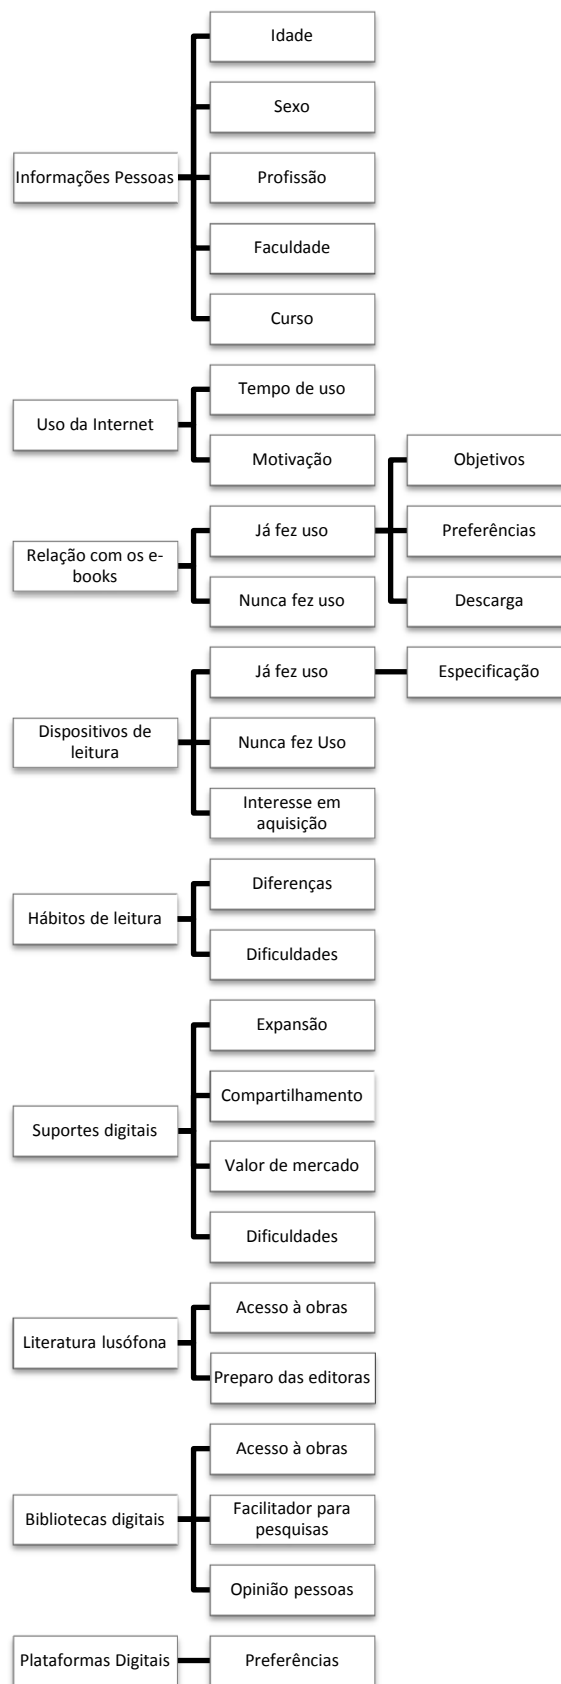 Informações Pessoas
Idade
Sexo
Profissão
Faculdade
Curso
Uso da Internet
Tempo de uso
Motivação
Relação com os e-
books
Já fez uso
Objetivos
Preferências
Descarga
Nunca fez uso
Dispositivos de
leitura
Já fez uso
Especificação
Nunca fez Uso
Interesse em
aquisição
Hábitos de leitura
Diferenças
Dificuldades
Suportes digitais
Expansão
Compartilhamento
Valor de mercado
Dificuldades
Literatura lusófona
Acesso à obras
Preparo das editoras
Bibliotecas digitais
Acesso à obras
Facilitador para
pesquisas
Opinião pessoas
Plataformas Digitais
Preferências